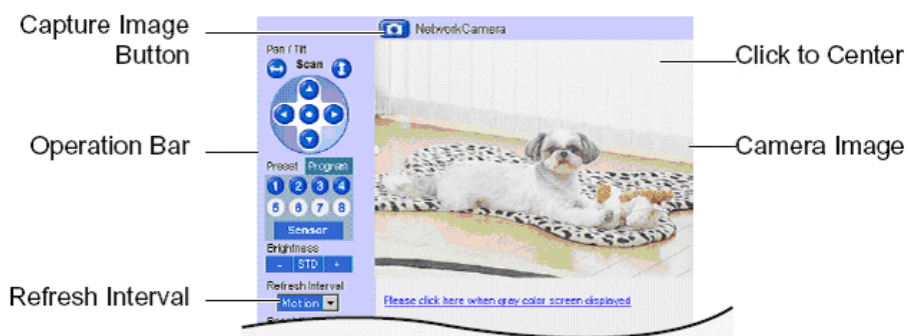 Capture Image
Button
NetworkCamera
Click to Center
Pan / Tilt
Scan
Operation Bar
Camera Image
Preset Program
1 2 3 4
5 6 7 8
Sensor
Brightness
- STD +
Refresh Interval
Refresh Interval
Motion
Please click here when gray color screen displayed